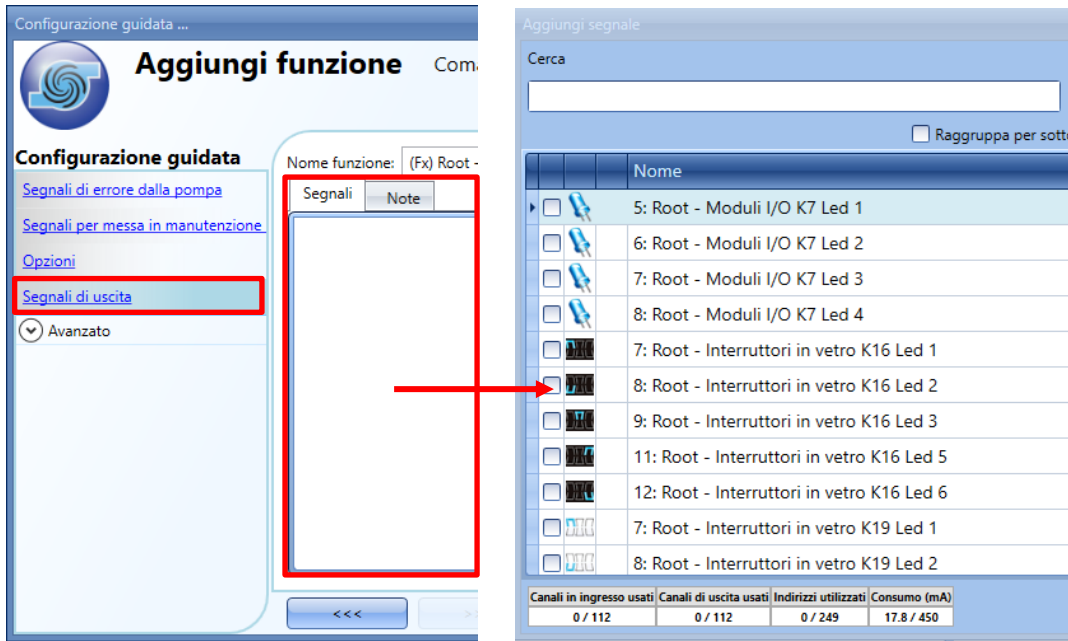 Configurazione guidata ...
Aggiungi funzione
Configurazione guidata
Segnali di errore dalla pompa
Segnali per messa in manutenzione
Opzioni
Segnali di uscita
Avanzato
Nome funzione: (Fx) Root -
Segnali Note
<<<
Aggiungi segnale
Cerca
Raggruppa per sotto
Nome
5: Root - Moduli I/O K7 Led 1
6: Root - Moduli I/O K7 Led 2
7: Root - Moduli I/O K7 Led 3
8: Root - Moduli I/O K7 Led 4
7: Root - Interruttori in vetro K16 Led 1
8: Root - Interruttori in vetro K16 Led 2
9: Root - Interruttori in vetro K16 Led 3
11: Root - Interruttori in vetro K16 Led 5
12: Root - Interruttori in vetro K16 Led 6
7: Root - Interruttori in vetro K19 Led 1
8: Root - Interruttori in vetro K19 Led 2
Canali in ingresso usati Canali di uscita usati Indirizzi utilizzati Consumo (mA)
0 / 112 0 / 112 0 / 249 17.8 / 450